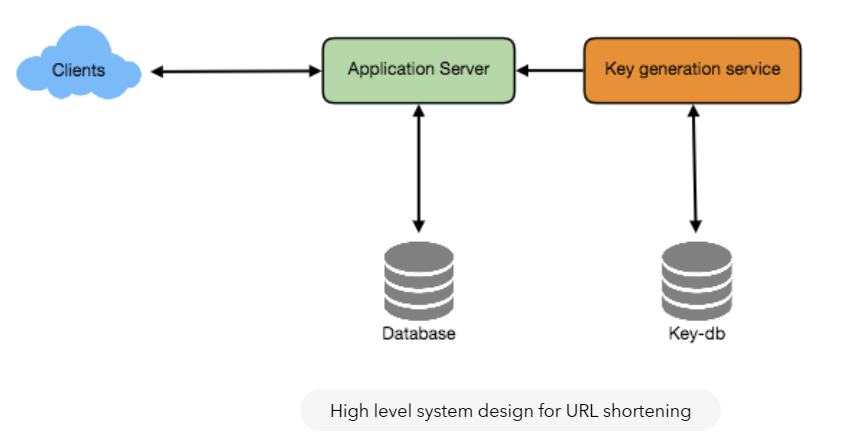 Clients
Application Server
Key generation service
Database
Key-db
High level system design for URL shortening